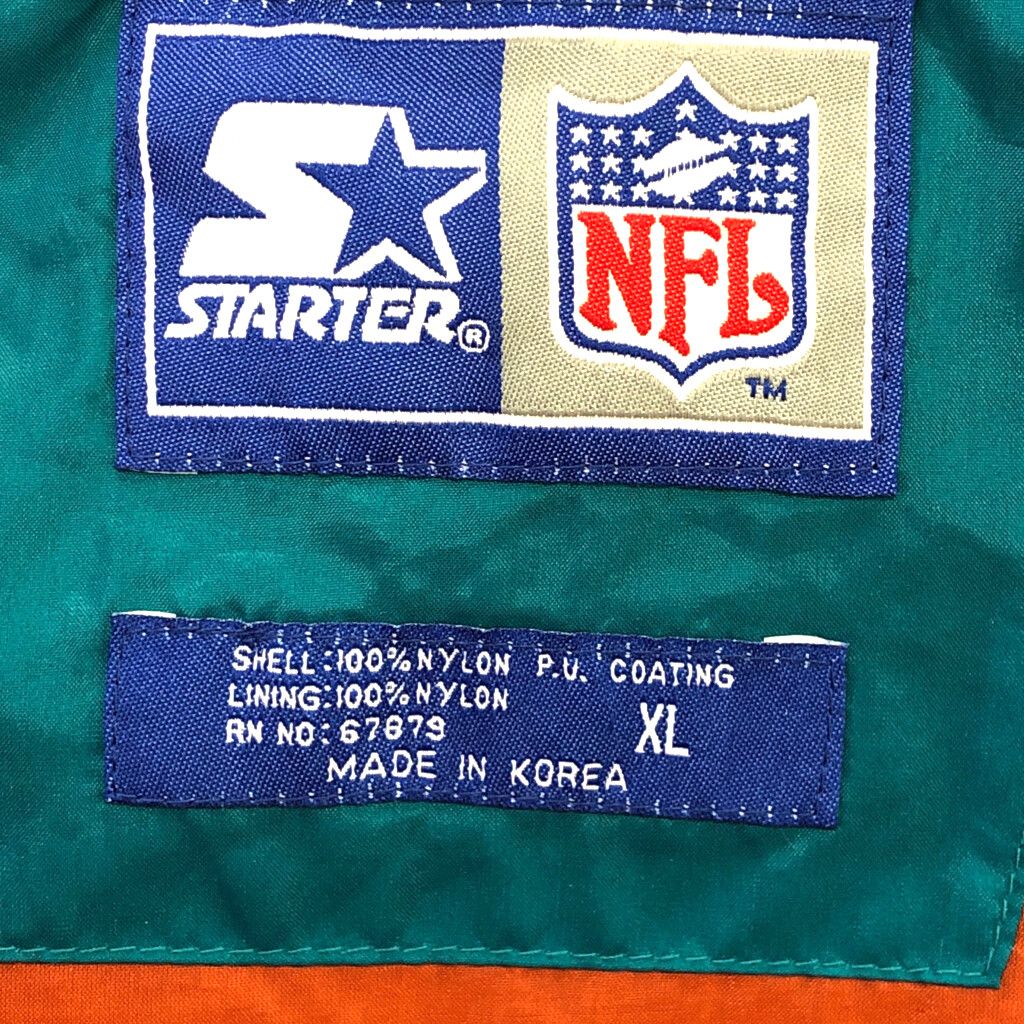 STARTER®
NFL
TM
SHELL:100%NYLON P.U. COATING
LINING:100%NYLON
RN NO:67879
XL
MADE IN KOREA